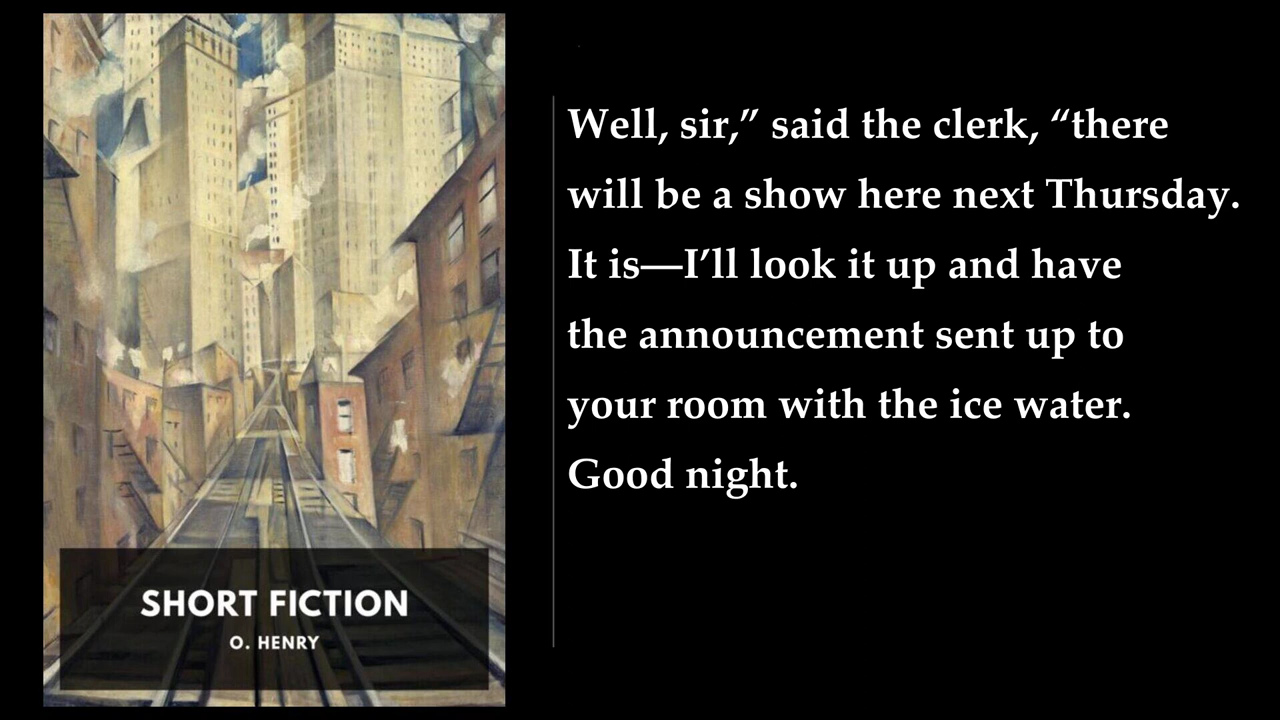 Well, sir,” said the clerk, “there
will be a show here next Thursday.
It is—I’ll look it up and have
the announcement sent up to
your room with the ice water.
Good night.
SHORT FICTION
O. HENRY